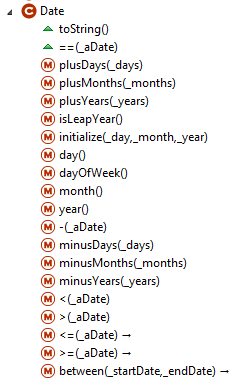 Date
toString()
==(_aDate)
plusDays(_days)
plusMonths(_months)
plusYears(_years)
isLeapYear()
initialize(_day,_month,_year)
day()
dayOfWeek()
month()
year()
-(_aDate)
minusDays(_days)
minusMonths(_months)
minusYears(_years)
<(_aDate)
>(_aDate)
<=(_aDate) →
>=(_aDate) →
between(_startDate,_endDate) →